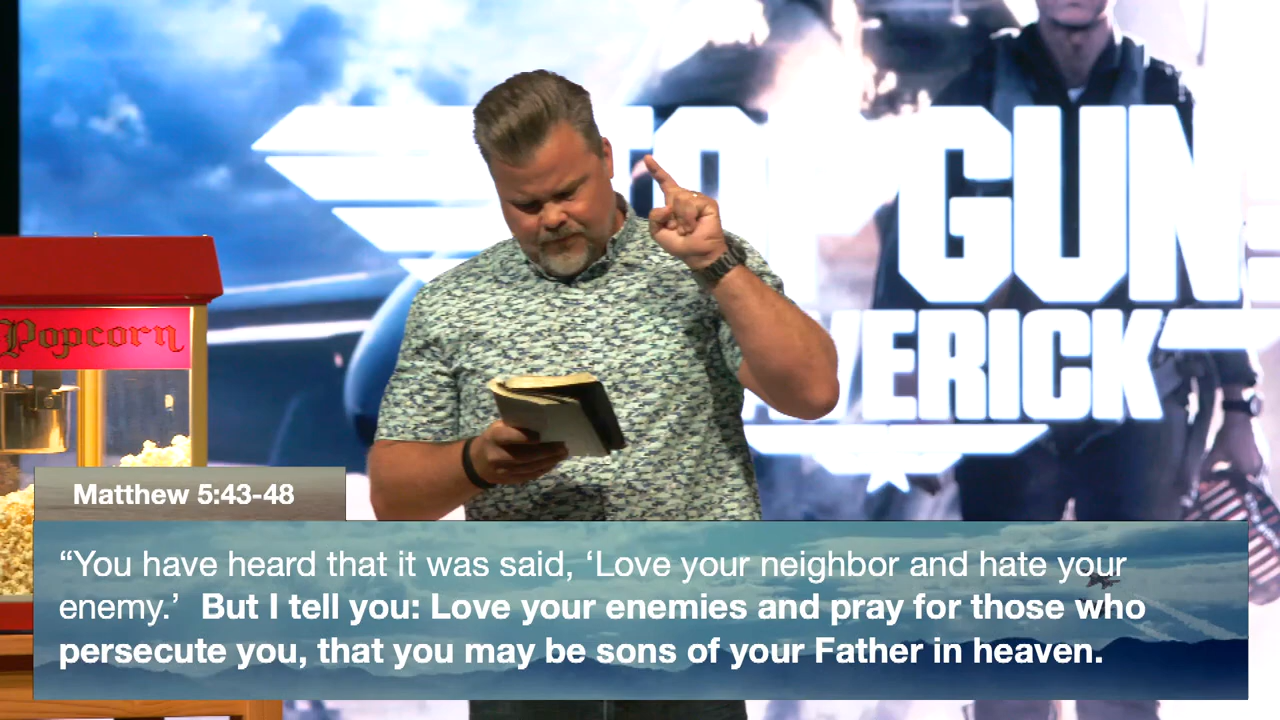 TOP GUN
MAVERICK
Popcorn
Matthew 5:43-48
“You have heard that it was said, ‘Love your neighbor and hate your
enemy.’ But I tell you: Love your enemies and pray for those who
persecute you, that you may be sons of your Father in heaven.